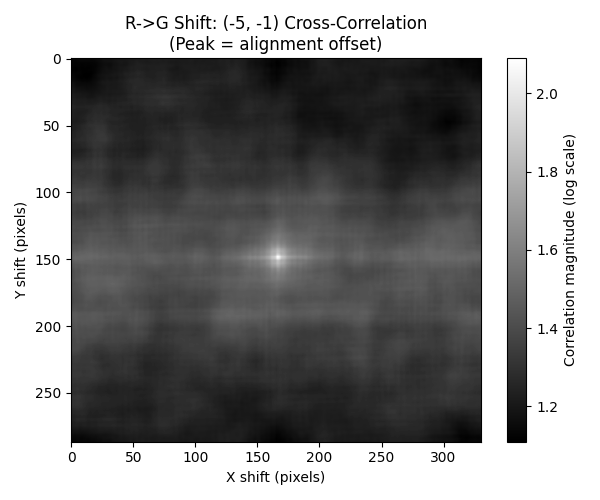 R->G Shift: (-5, -1) Cross-Correlation
(Peak = alignment offset)
0
50
100
150
200
250
Y shift (pixels)
0 50 100 150 200 250 300
X shift (pixels)
2.0
1.8
1.6
1.4
1.2
Correlation magnitude (log scale)